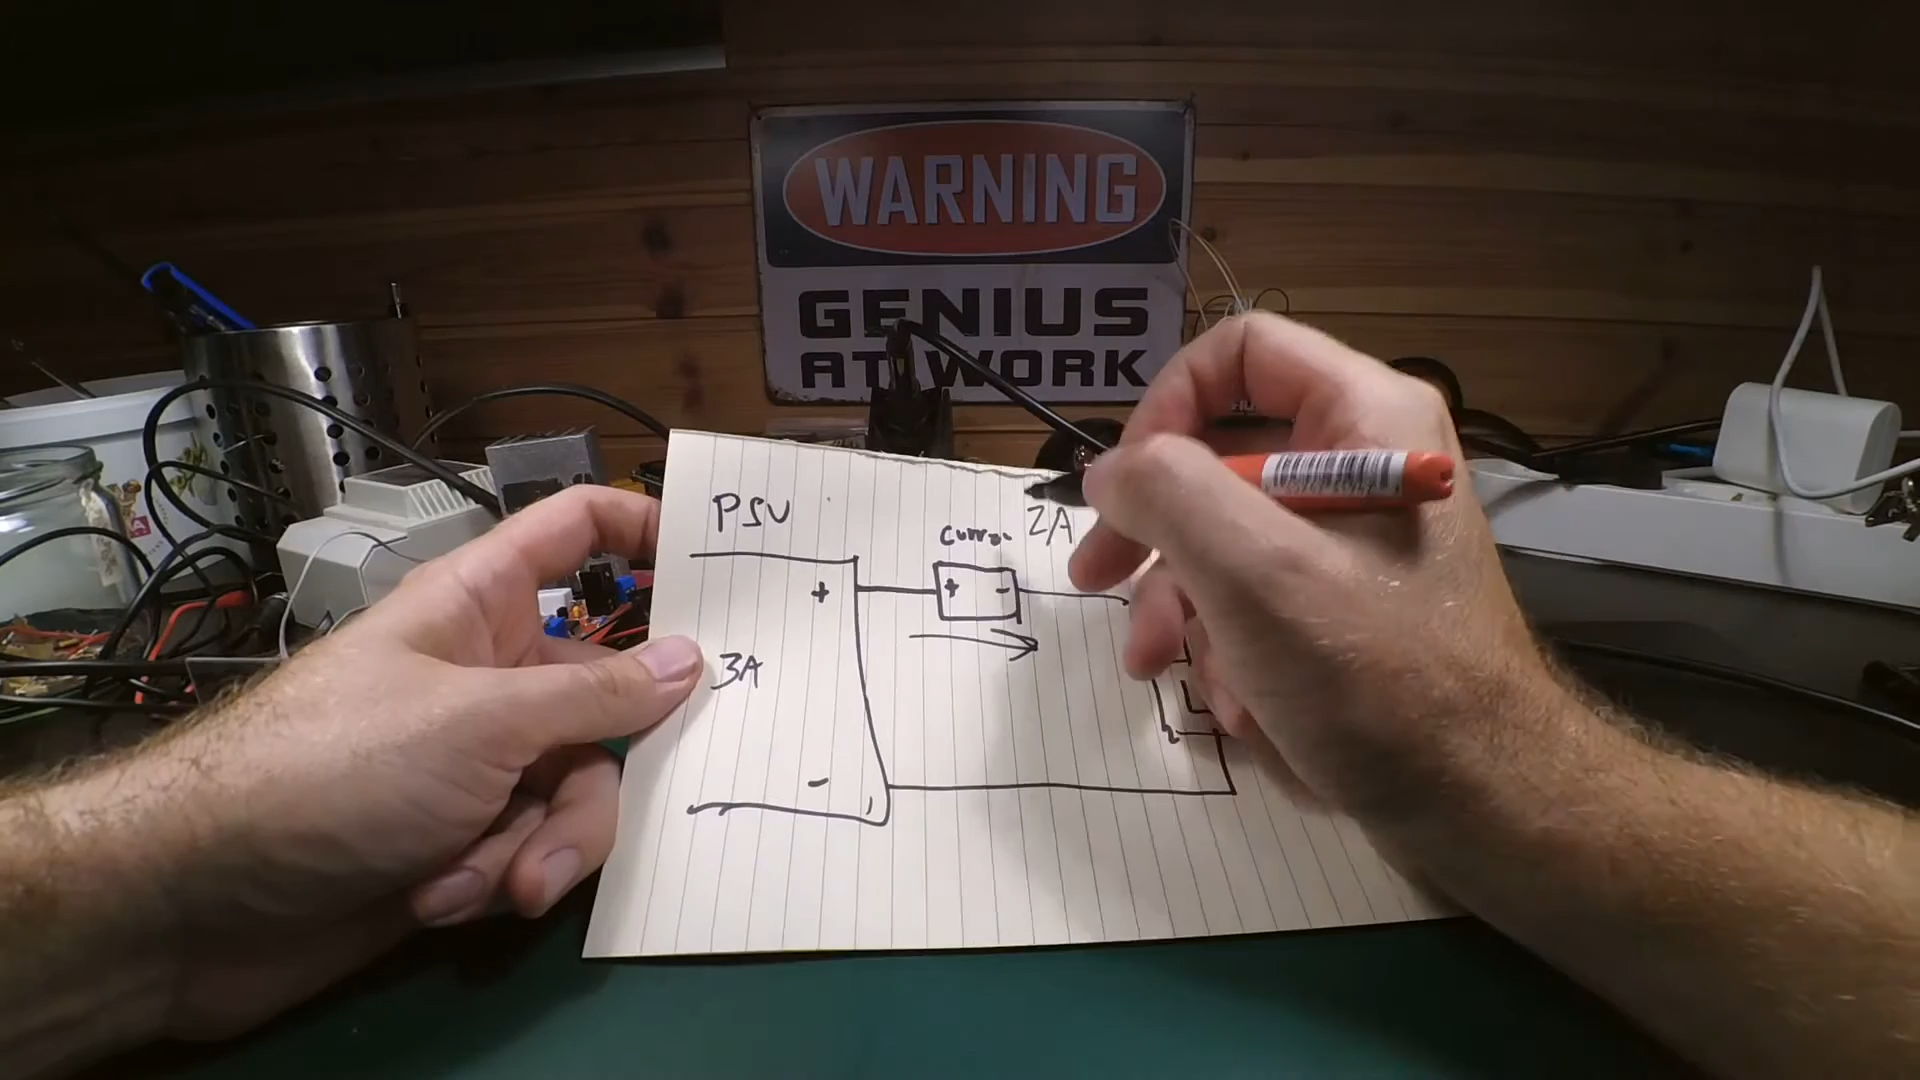 WARNING
GENIUS
AT WORK
PSU
2A
+
+ -
3A
-